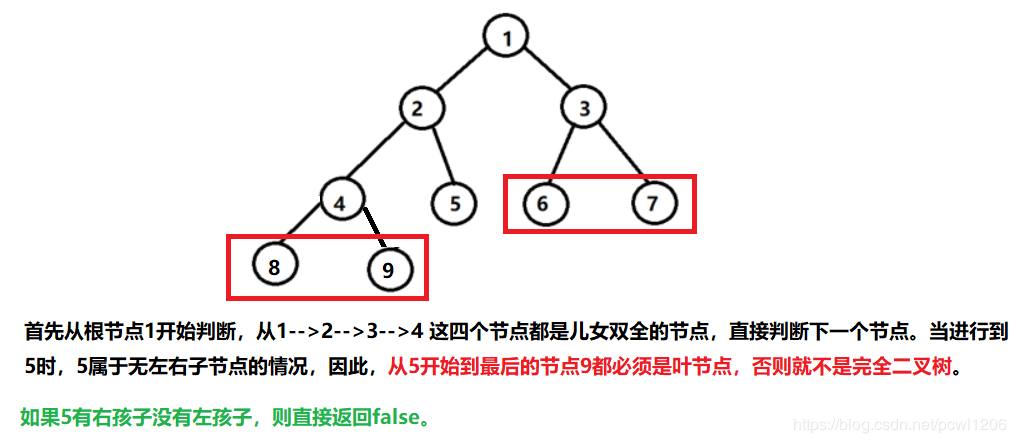 1
2
3
4
5
6
7
8
9
首先从根节点1开始判断，从1-->2-->3-->4 这四个节点都是儿女双全的节点，直接判断下一个节点。当进行到
5时，5属于无左右子节点的情况，因此，从5开始到最后的节点9都必须是叶节点，否则就不是完全二叉树。
如果5有右孩子没有左孩子，则直接返回false。
https://blog.csdn.net/pcwl1206